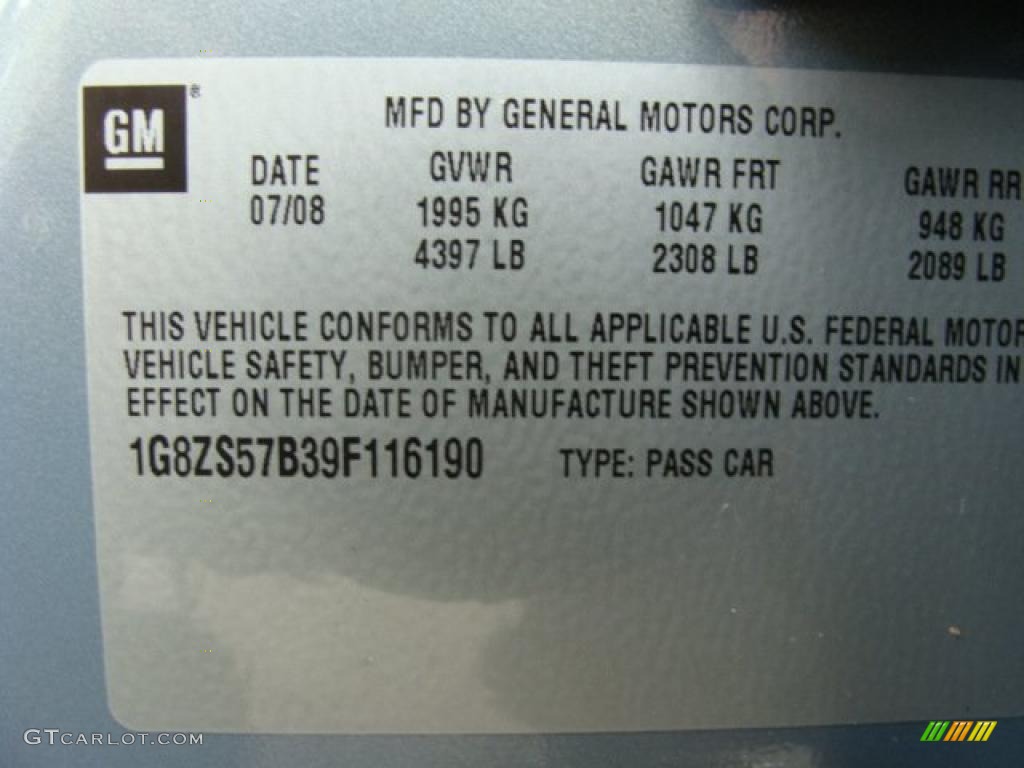 GM®
MFD BY GENERAL MOTORS CORP.
DATE GVWR GAWR FRT GAWR RR
07/08 1995 KG 1047 KG 948 KG
4397 LB 2308 LB 2089 LB
THIS VEHICLE CONFORMS TO ALL APPLICABLE U.S. FEDERAL MOTOR
VEHICLE SAFETY, BUMPER, AND THEFT PREVENTION STANDARDS IN
EFFECT ON THE DATE OF MANUFACTURE SHOWN ABOVE.
1G8ZS57B39F116190 TYPE: PASS CAR
GTCARLOT.COM